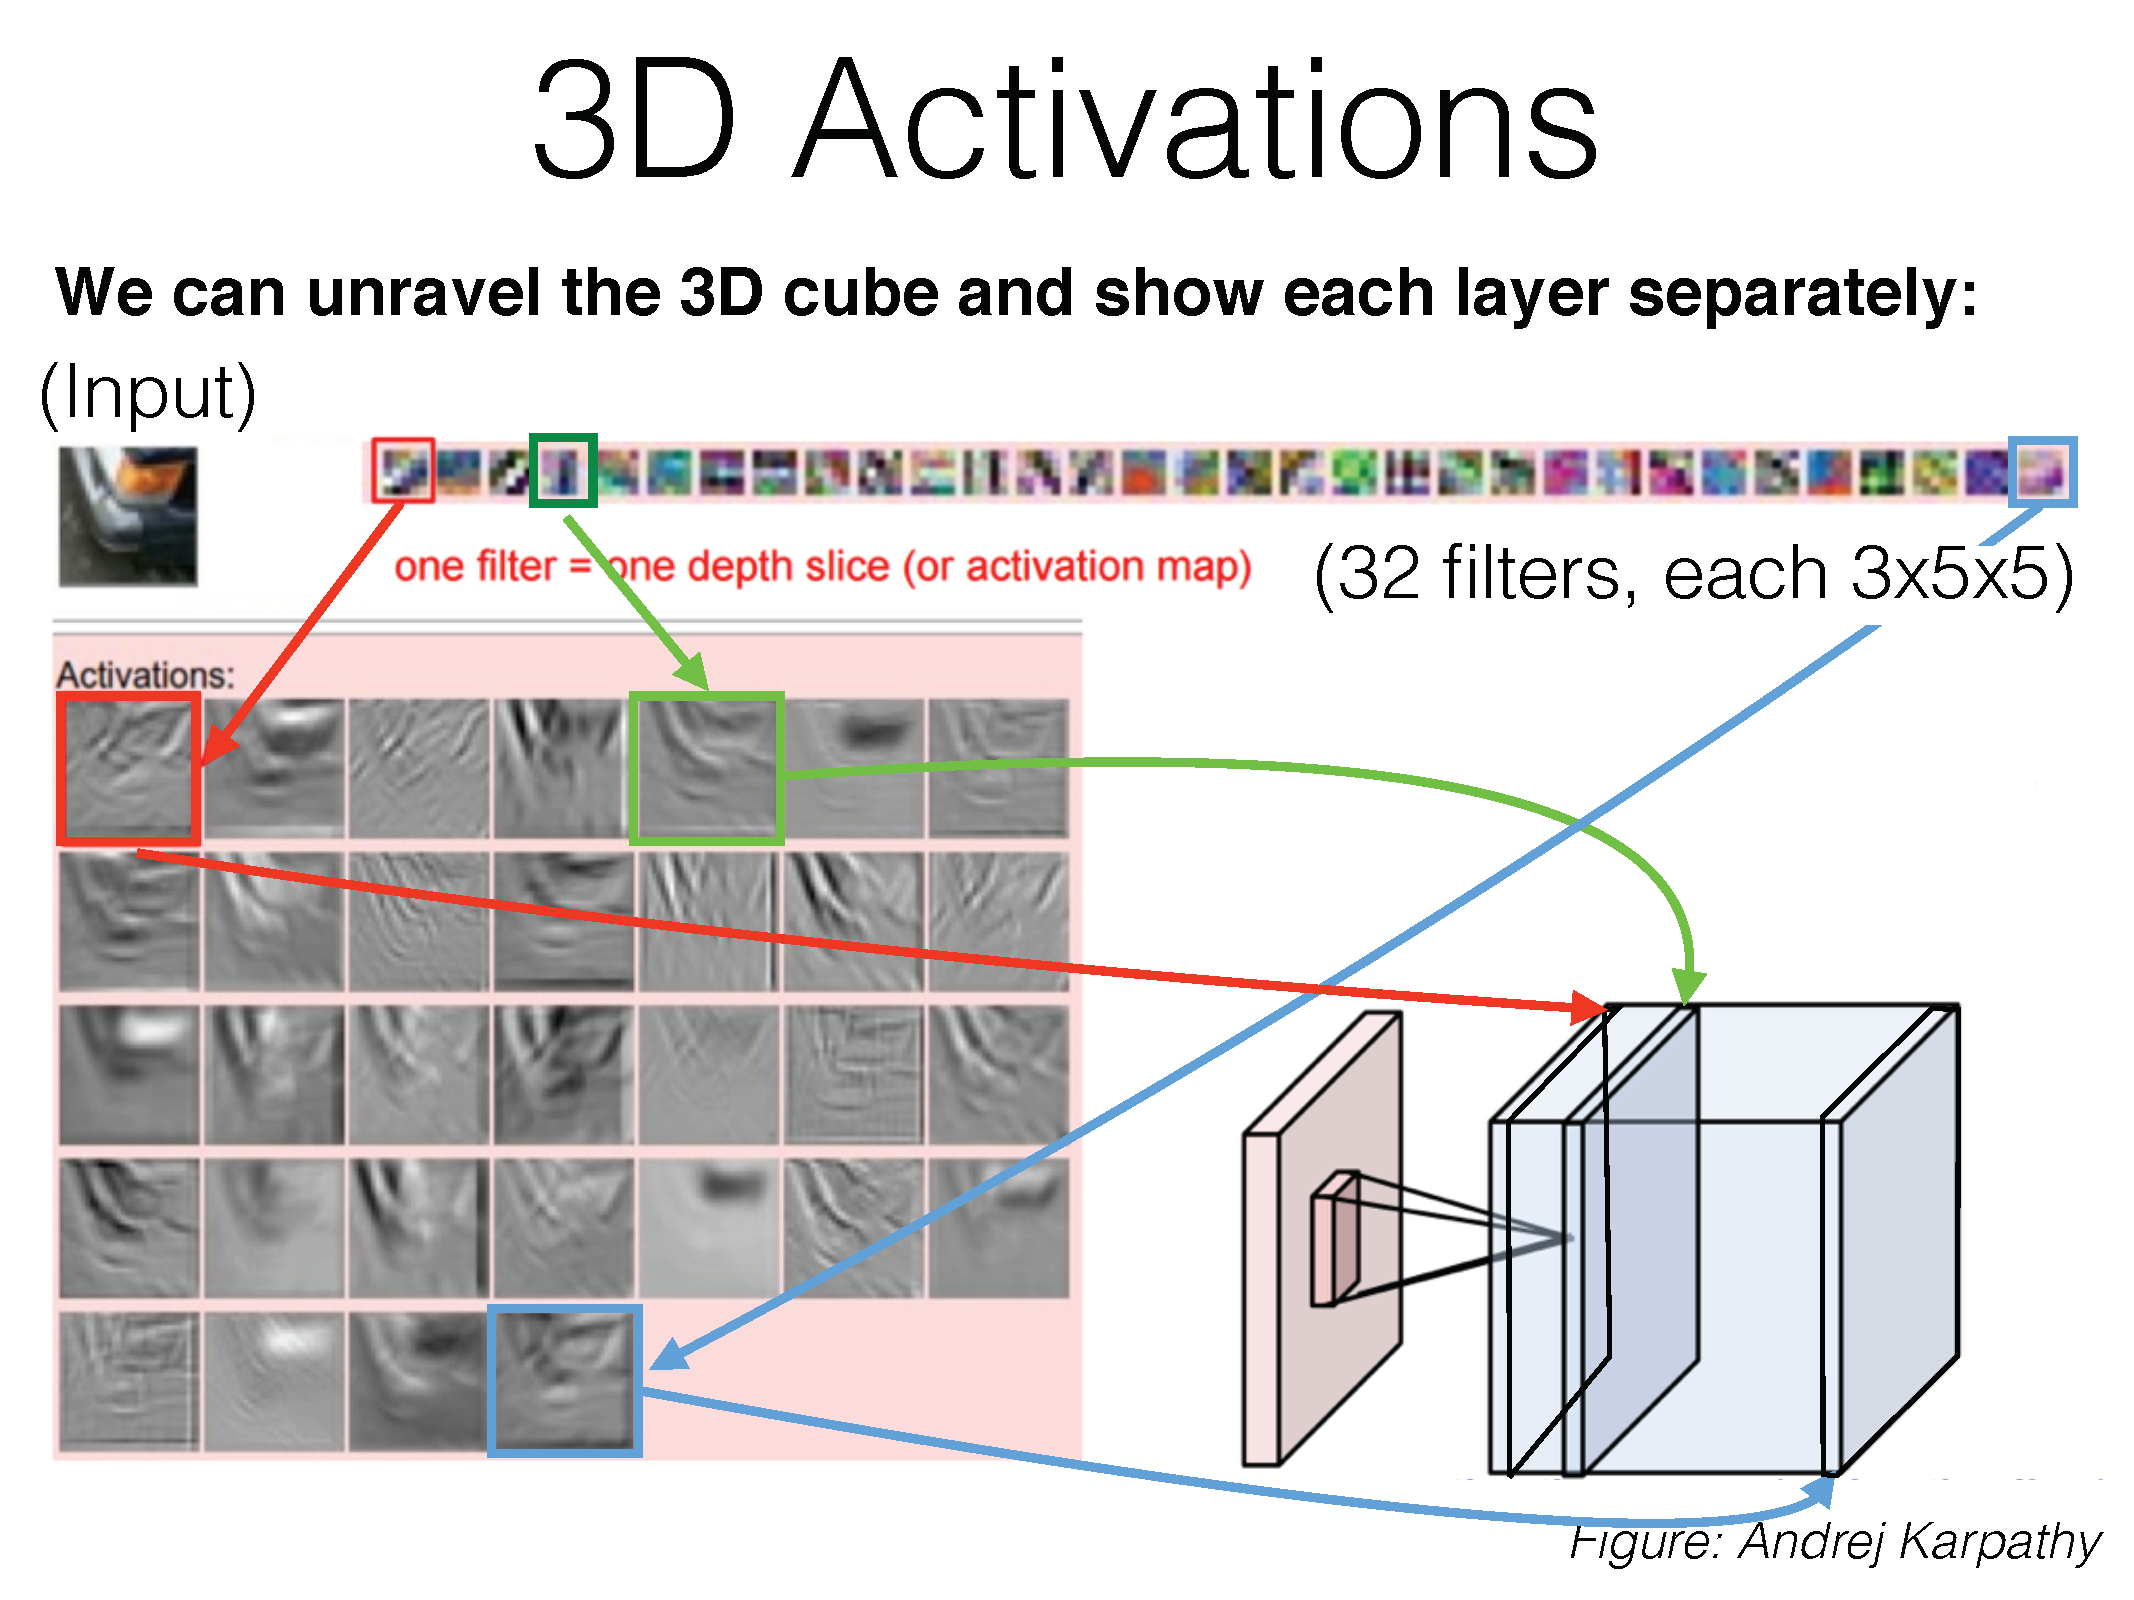 3D Activations
We can unravel the 3D cube and show each layer separately:
(Input)
one filter = one depth slice (or activation map)
(32 filters, each 3x5x5)
Activations:
Figure: Andrej Karpathy